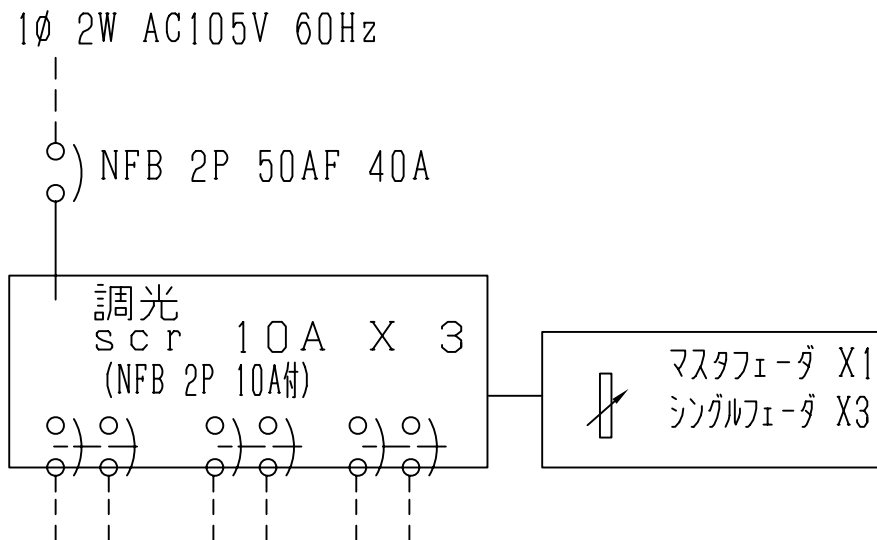 1φ 2W AC105V 60Hz
NFB 2P 50AF 40A
調光
scr 10A X 3
(NFB 2P 10A付)
マスタフェーダ X1
シングルフェーダ X3